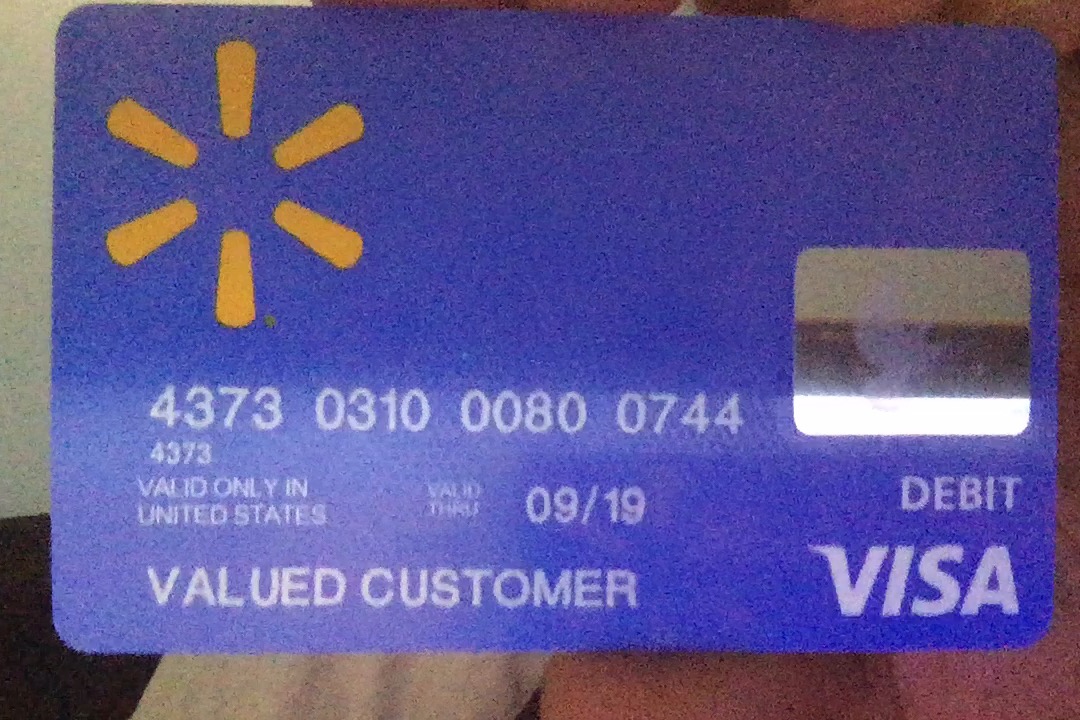 4373 0310 0080 0744
4373
VALID ONLY IN
UNITED STATES
VALID
THRU
09/19
DEBIT
VALUED CUSTOMER
VISA